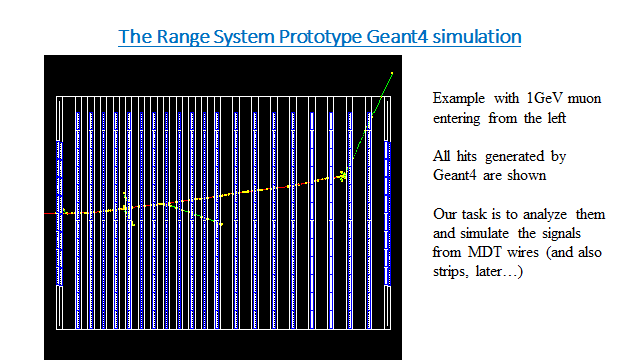 The Range System Prototype Geant4 simulation
Example with 1GeV muon
entering from the left
All hits generated by
Geant4 are shown
Our task is to analyze them
and simulate the signals
from MDT wires (and also
strips, later…)